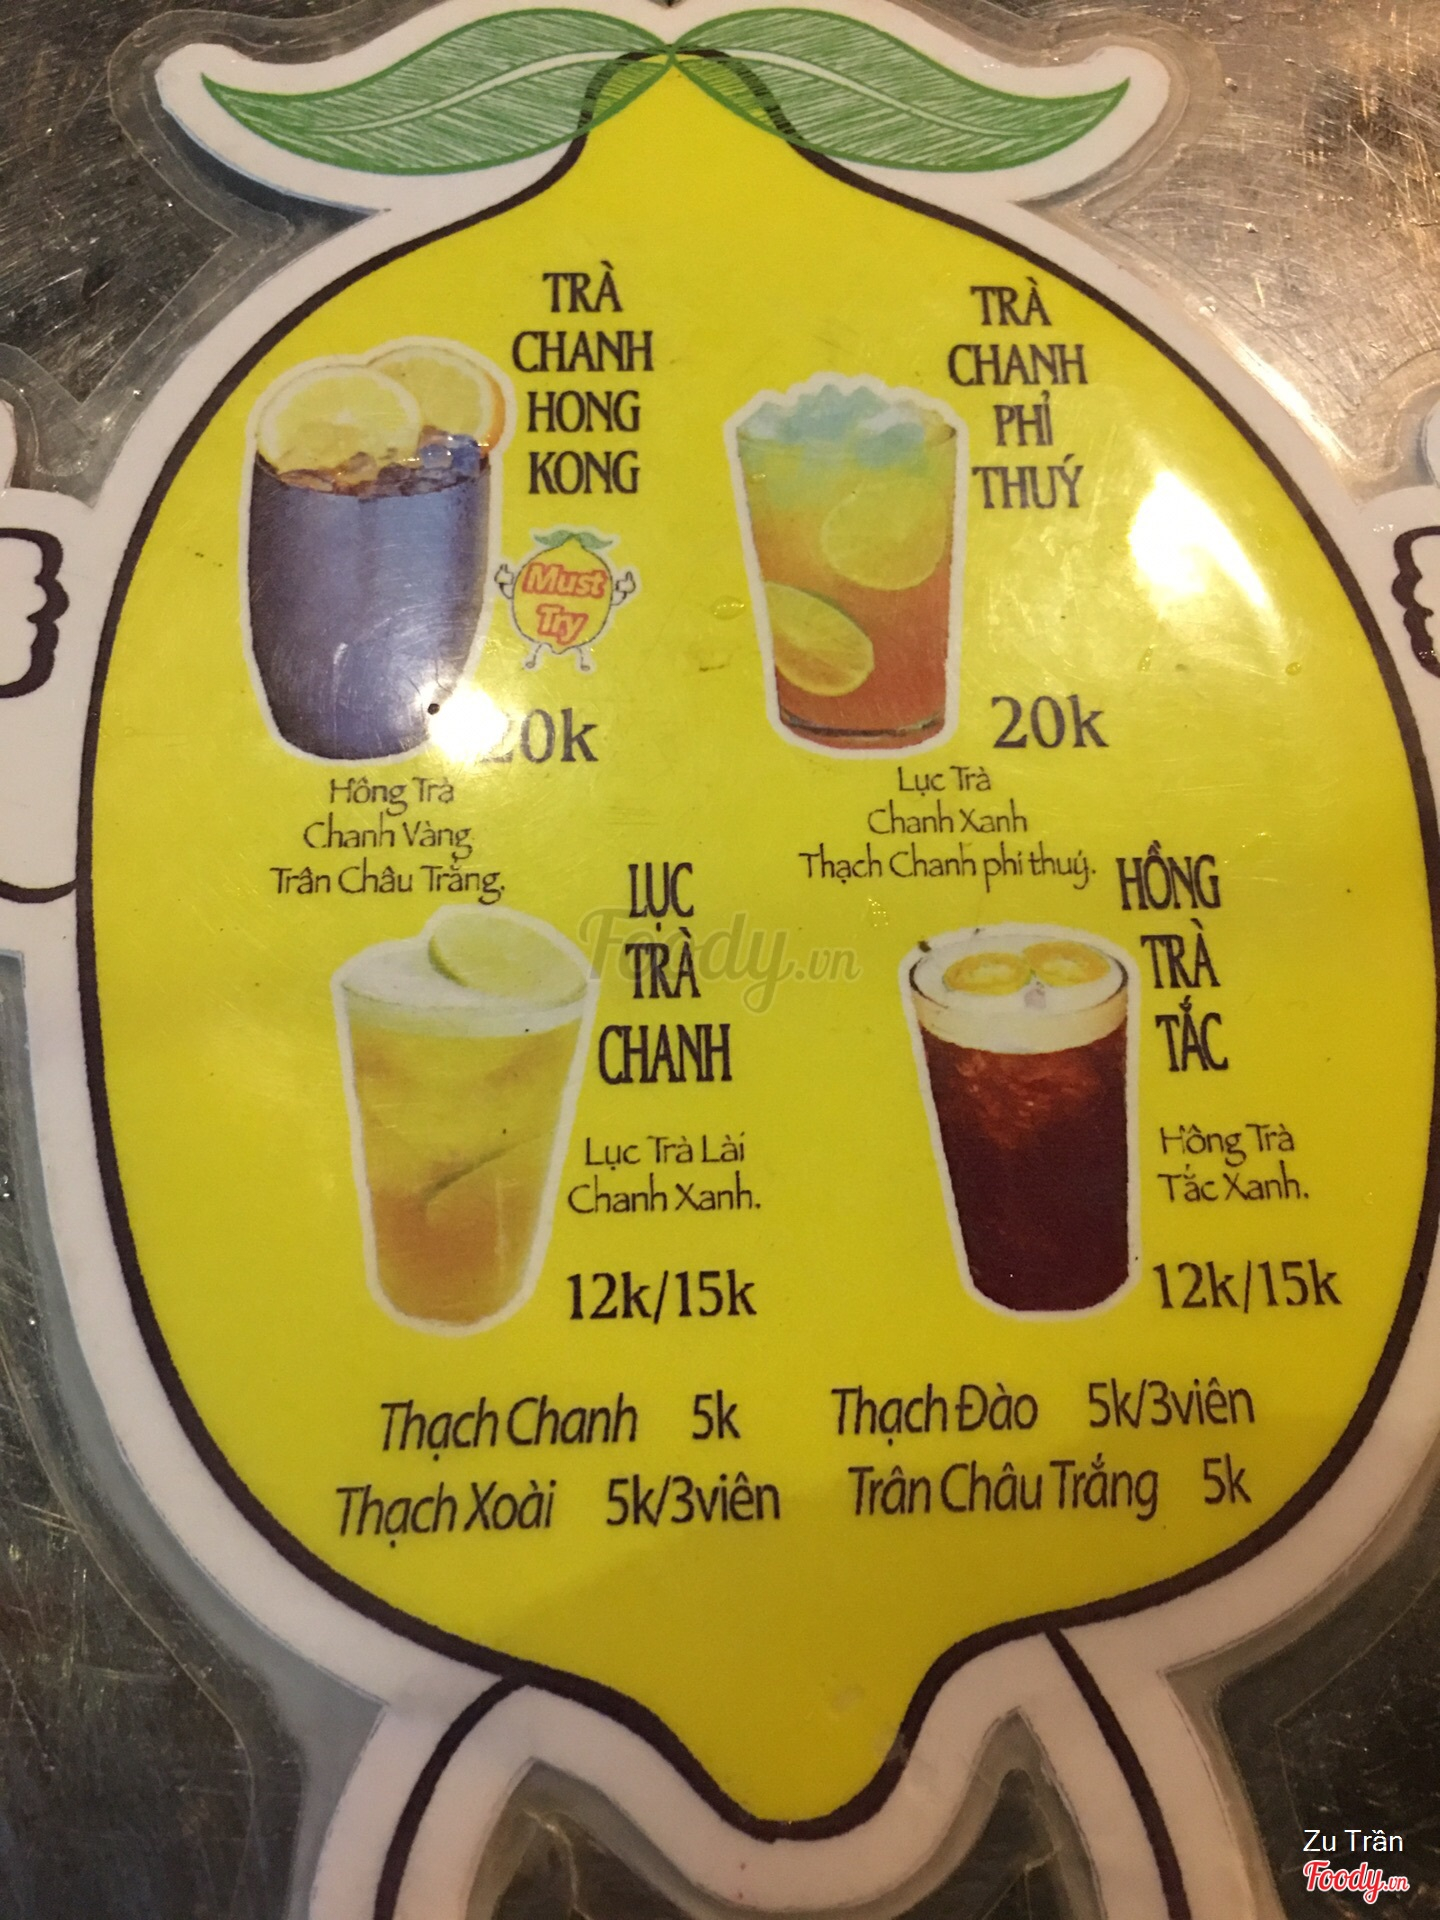 TRÀ
CHANH
HONG
KONG
Must
Try
20k
Hồng Trà
Chanh Vàng
Trân Châu Trắng.
TRÀ
CHANH
PHỈ
THUÝ
20k
Lục Trà
Chanh Xanh
Thạch Chanh phỉ thuý.
LỤC
TRÀ
CHANH
Lục Trà Lài
Chanh Xanh.
12k/15k
HỒNG
TRÀ
TẮC
Hồng Trà
Tắc Xanh.
12k/15k
Thạch Chanh 5k
Thạch Đào 5k/3viên
Thạch Xoài 5k/3viên
Trân Châu Trắng 5k
Foody.vn
Zu Trần
Foody.vn